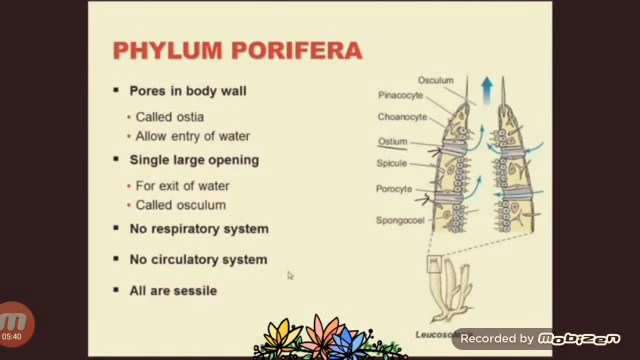 PHYLUM PORIFERA
▪ Pores in body wall
• Called ostia
• Allow entry of water
▪ Single large opening
• For exit of water
• Called osculum
▪ No respiratory system
▪ No circulatory system
▪ All are sessile
Osculum
Pinacocyte
Choanocyte
Ostium
Spicule
Porocyte
Spongocoel
05:40
Recorded by Mobizen